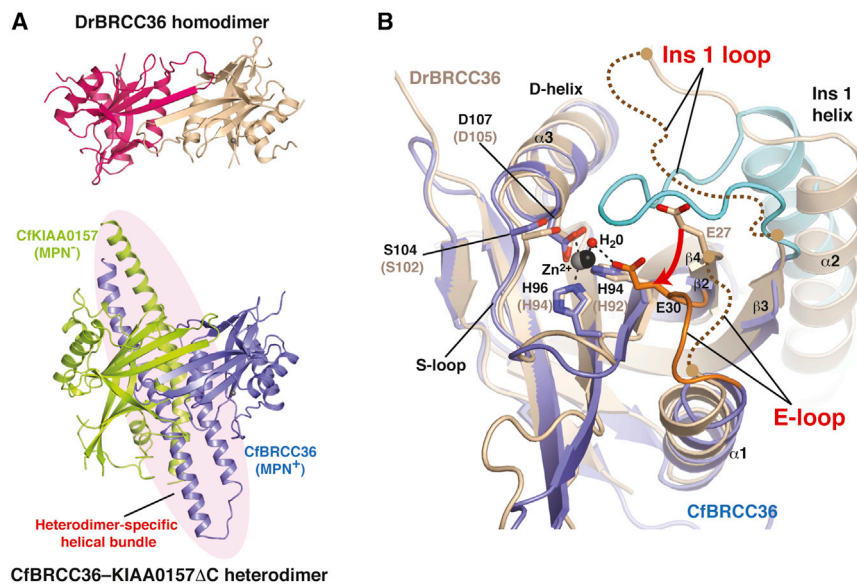 A
DrBRCC36 homodimer
CfKIAA0157
(MPN⁻)
CfBRCC36
(MPN⁺)
Heterodimer-specific
helical bundle
CfBRCC36–KIAA0157ΔC heterodimer
B
DrBRCC36
D-helix
Ins 1 loop
Ins 1
helix
D107
(D105)
α3
S104
(S102)
H₂0
Zn²⁺
E27
β4
α2
H96
(H94)
H94
(H92)
β2
E30
β3
S-loop
E-loop
α1
CfBRCC36